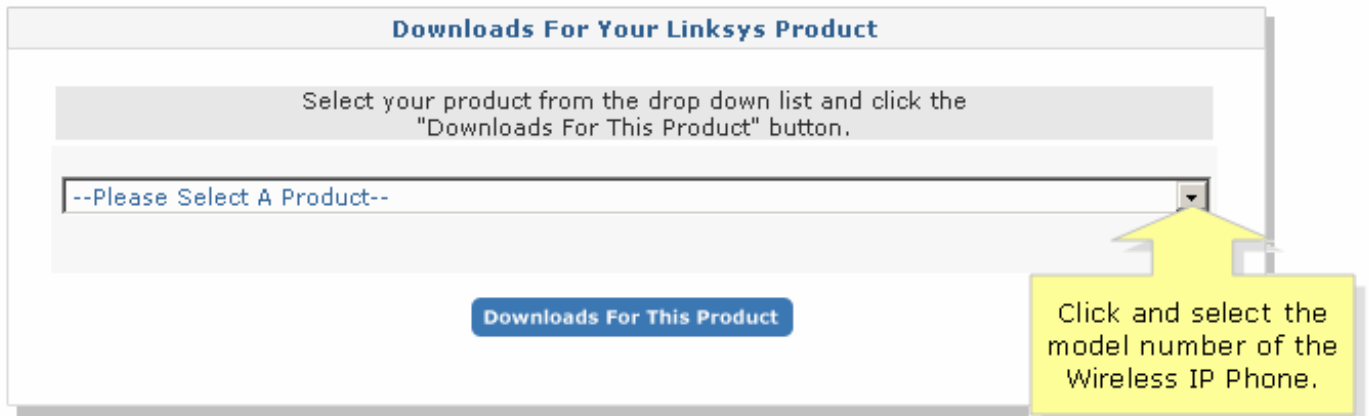 Downloads For Your Linksys Product
Select your product from the drop down list and click the
"Downloads For This Product" button.
--Please Select A Product--
Downloads For This Product
Click and select the
model number of the
Wireless IP Phone.